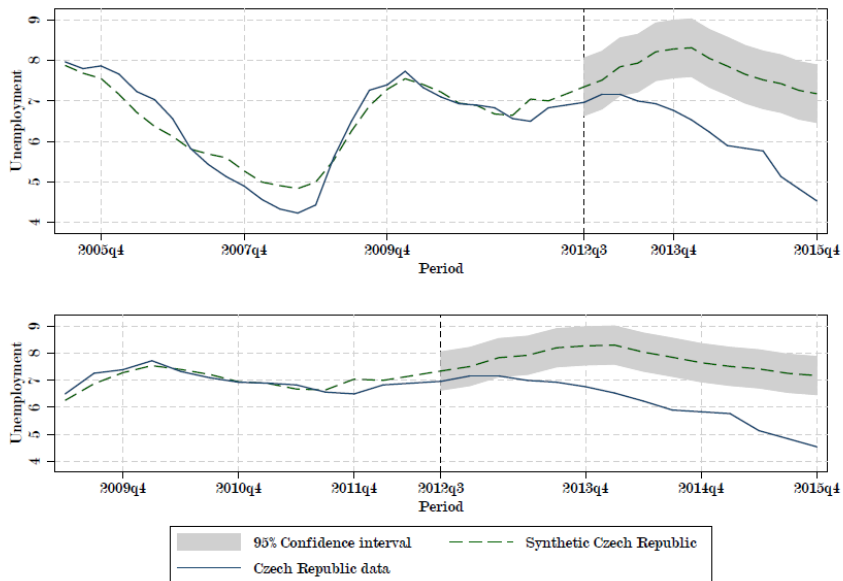 Unemployment
9
8
7
6
5
4
2005q4 2007q4 2009q4 2012q3 2013q4 2015q4
Period
Unemployment
9
8
7
6
5
4
2009q4 2010q4 2011q4 2012q3 2013q4 2014q4 2015q4
Period
95% Confidence interval Synthetic Czech Republic
Czech Republic data